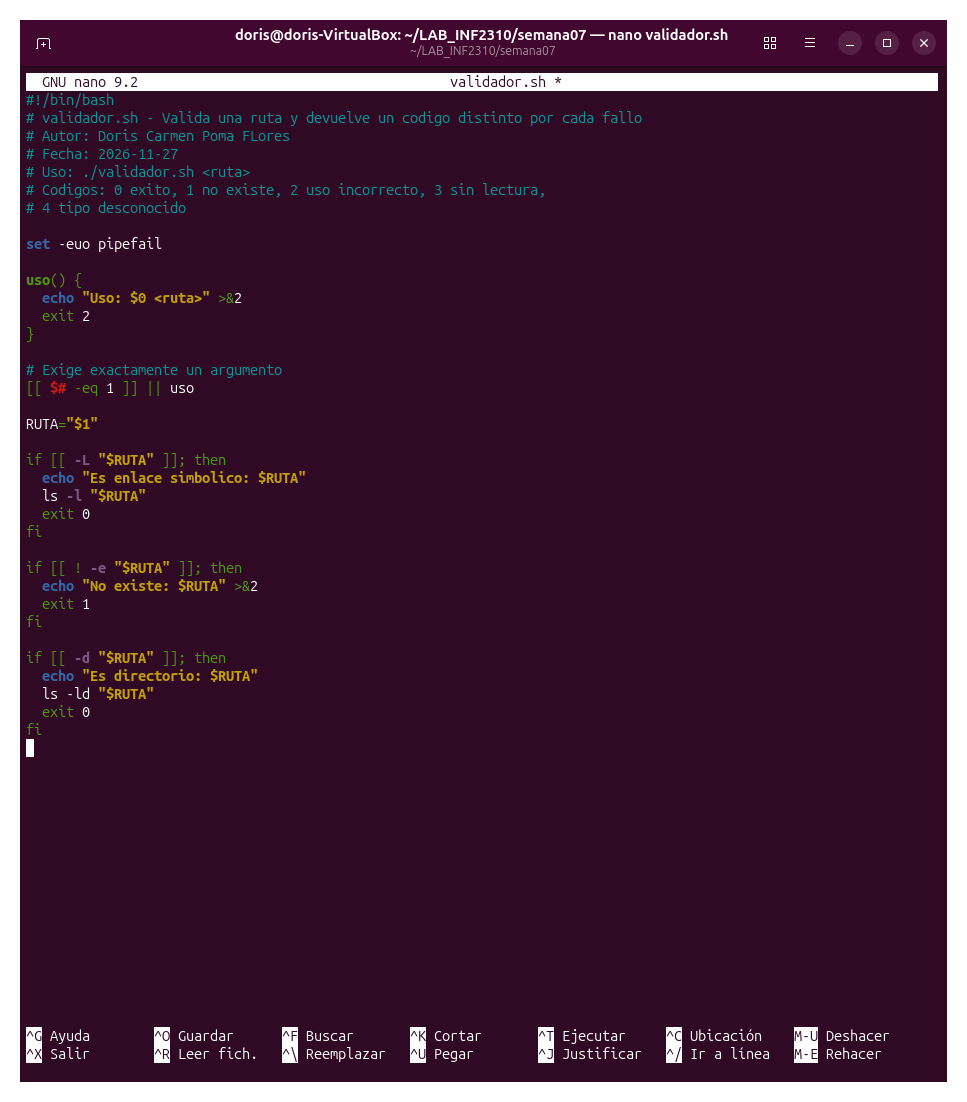 doris@doris-VirtualBox: ~/LAB_INF2310/semana07 — nano validador.sh
~/LAB_INF2310/semana07
GNU nano 9.2 validador.sh *
#!/bin/bash
# validador.sh - Valida una ruta y devuelve un codigo distinto por cada fallo
# Autor: Doris Carmen Poma FLores
# Fecha: 2026-11-27
# Uso: ./validador.sh <ruta>
# Codigos: 0 exito, 1 no existe, 2 uso incorrecto, 3 sin lectura,
# 4 tipo desconocido

set -euo pipefail

uso() {
  echo "Uso: $0 <ruta>" >&2
  exit 2
}

# Exige exactamente un argumento
[[ $# -eq 1 ]] || uso

RUTA="$1"

if [[ -L "$RUTA" ]]; then
  echo "Es enlace simbolico: $RUTA"
  ls -l "$RUTA"
  exit 0
fi

if [[ ! -e "$RUTA" ]]; then
  echo "No existe: $RUTA" >&2
  exit 1
fi

if [[ -d "$RUTA" ]]; then
  echo "Es directorio: $RUTA"
  ls -ld "$RUTA"
  exit 0
fi

^G Ayuda ^O Guardar ^F Buscar ^K Cortar ^T Ejecutar ^C Ubicación M-U Deshacer
^X Salir ^R Leer fich. ^\ Reemplazar ^U Pegar ^J Justificar ^/ Ir a línea M-E Rehacer